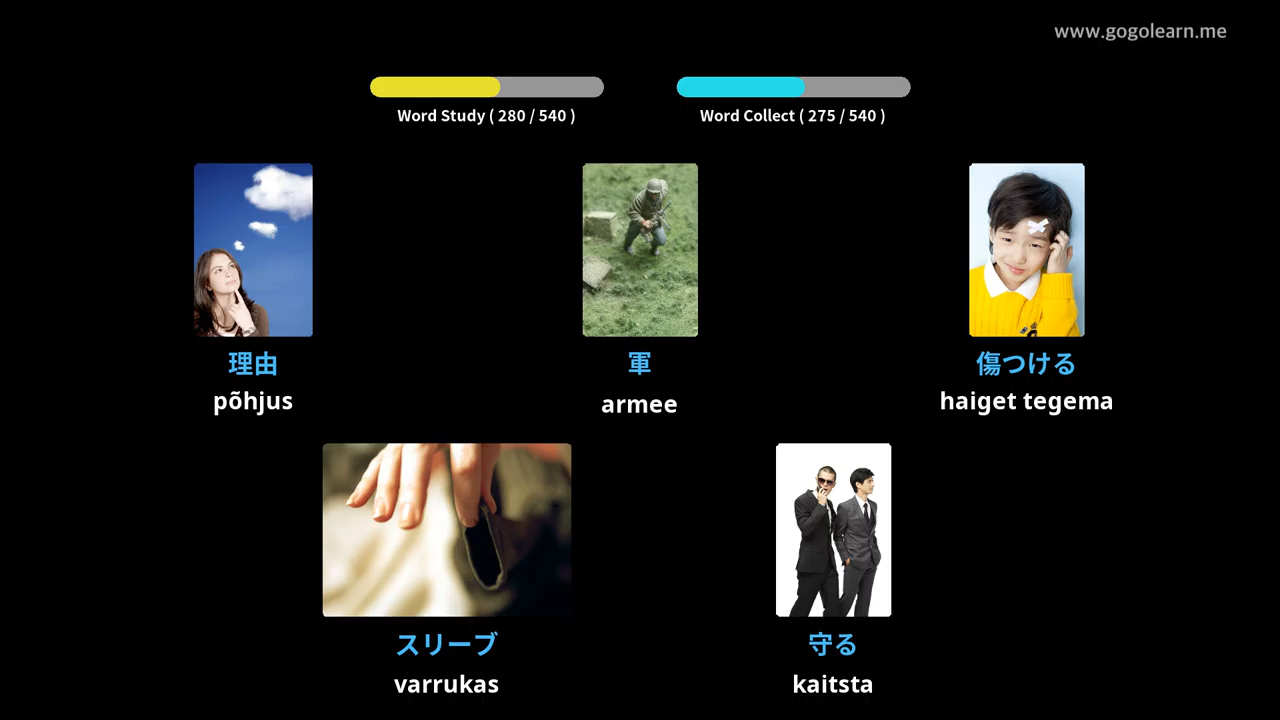 www.gogolearn.me
Word Study ( 280 / 540 )
Word Collect ( 275 / 540 )
理由
põhjus
軍
armee
傷つける
haiget tegema
スリーブ
varrukas
守る
kaitsta